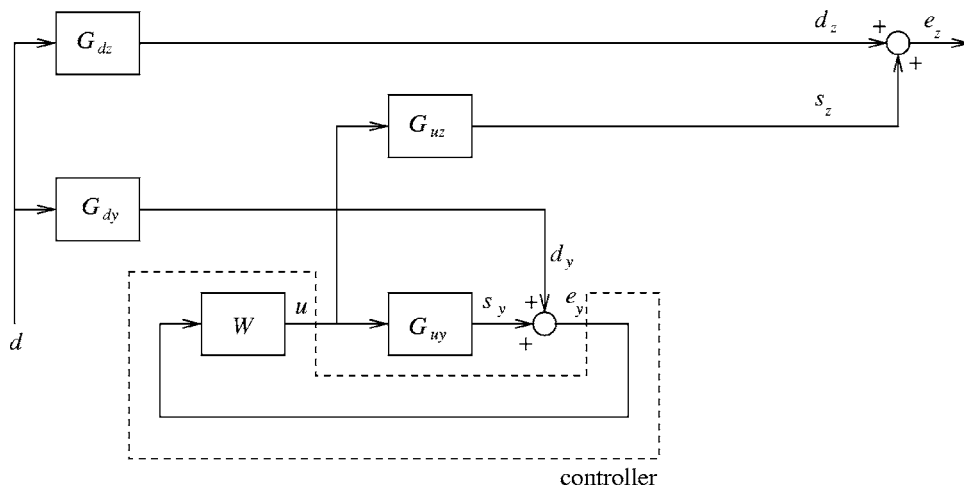 G_dz
d_z
+
e_z
+
G_uz
s_z
G_dy
d_y
W
u
G_uy
s_y
+
+
e_y
d
controller